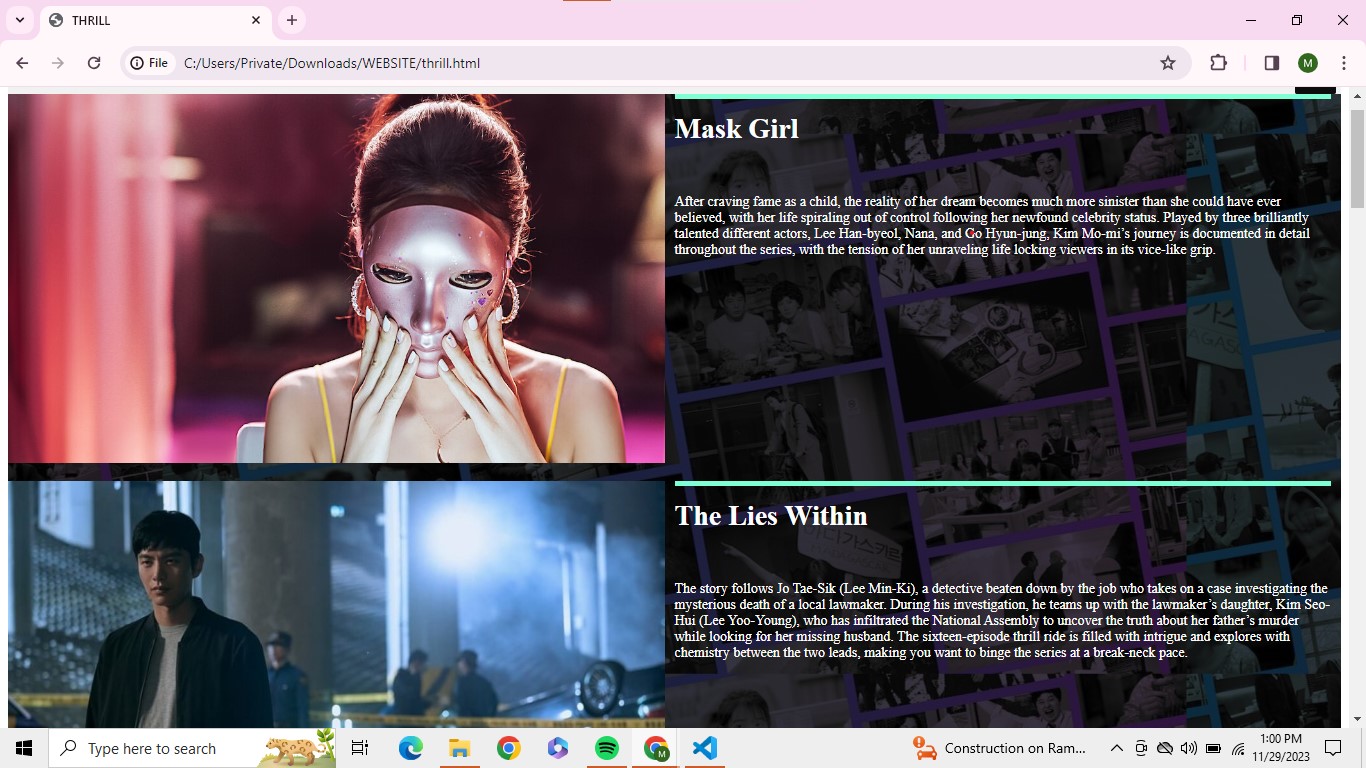 THRILL
File
C:/Users/Private/Downloads/WEBSITE/thrill.html
M
Mask Girl
After craving fame as a child, the reality of her dream becomes much more sinister than she could have ever
believed, with her life spiraling out of control following her newfound celebrity status. Played by three brilliantly
talented different actors, Lee Han-byeol, Nana, and Go Hyun-jung, Kim Mo-mi’s journey is documented in detail
throughout the series, with the tension of her unraveling life locking viewers in its vice-like grip.
The Lies Within
The story follows Jo Tae-Sik (Lee Min-Ki), a detective beaten down by the job who takes on a case investigating the
mysterious death of a local lawmaker. During his investigation, he teams up with the lawmaker’s daughter, Kim Seo-
Hui (Lee Yoo-Young), who has infiltrated the National Assembly to uncover the truth about her father’s murder
while looking for her missing husband. The sixteen-episode thrill ride is filled with intrigue and explores with
chemistry between the two leads, making you want to binge the series at a break-neck pace.
Type here to search
M
Construction on Ram...
1:00 PM
11/29/2023